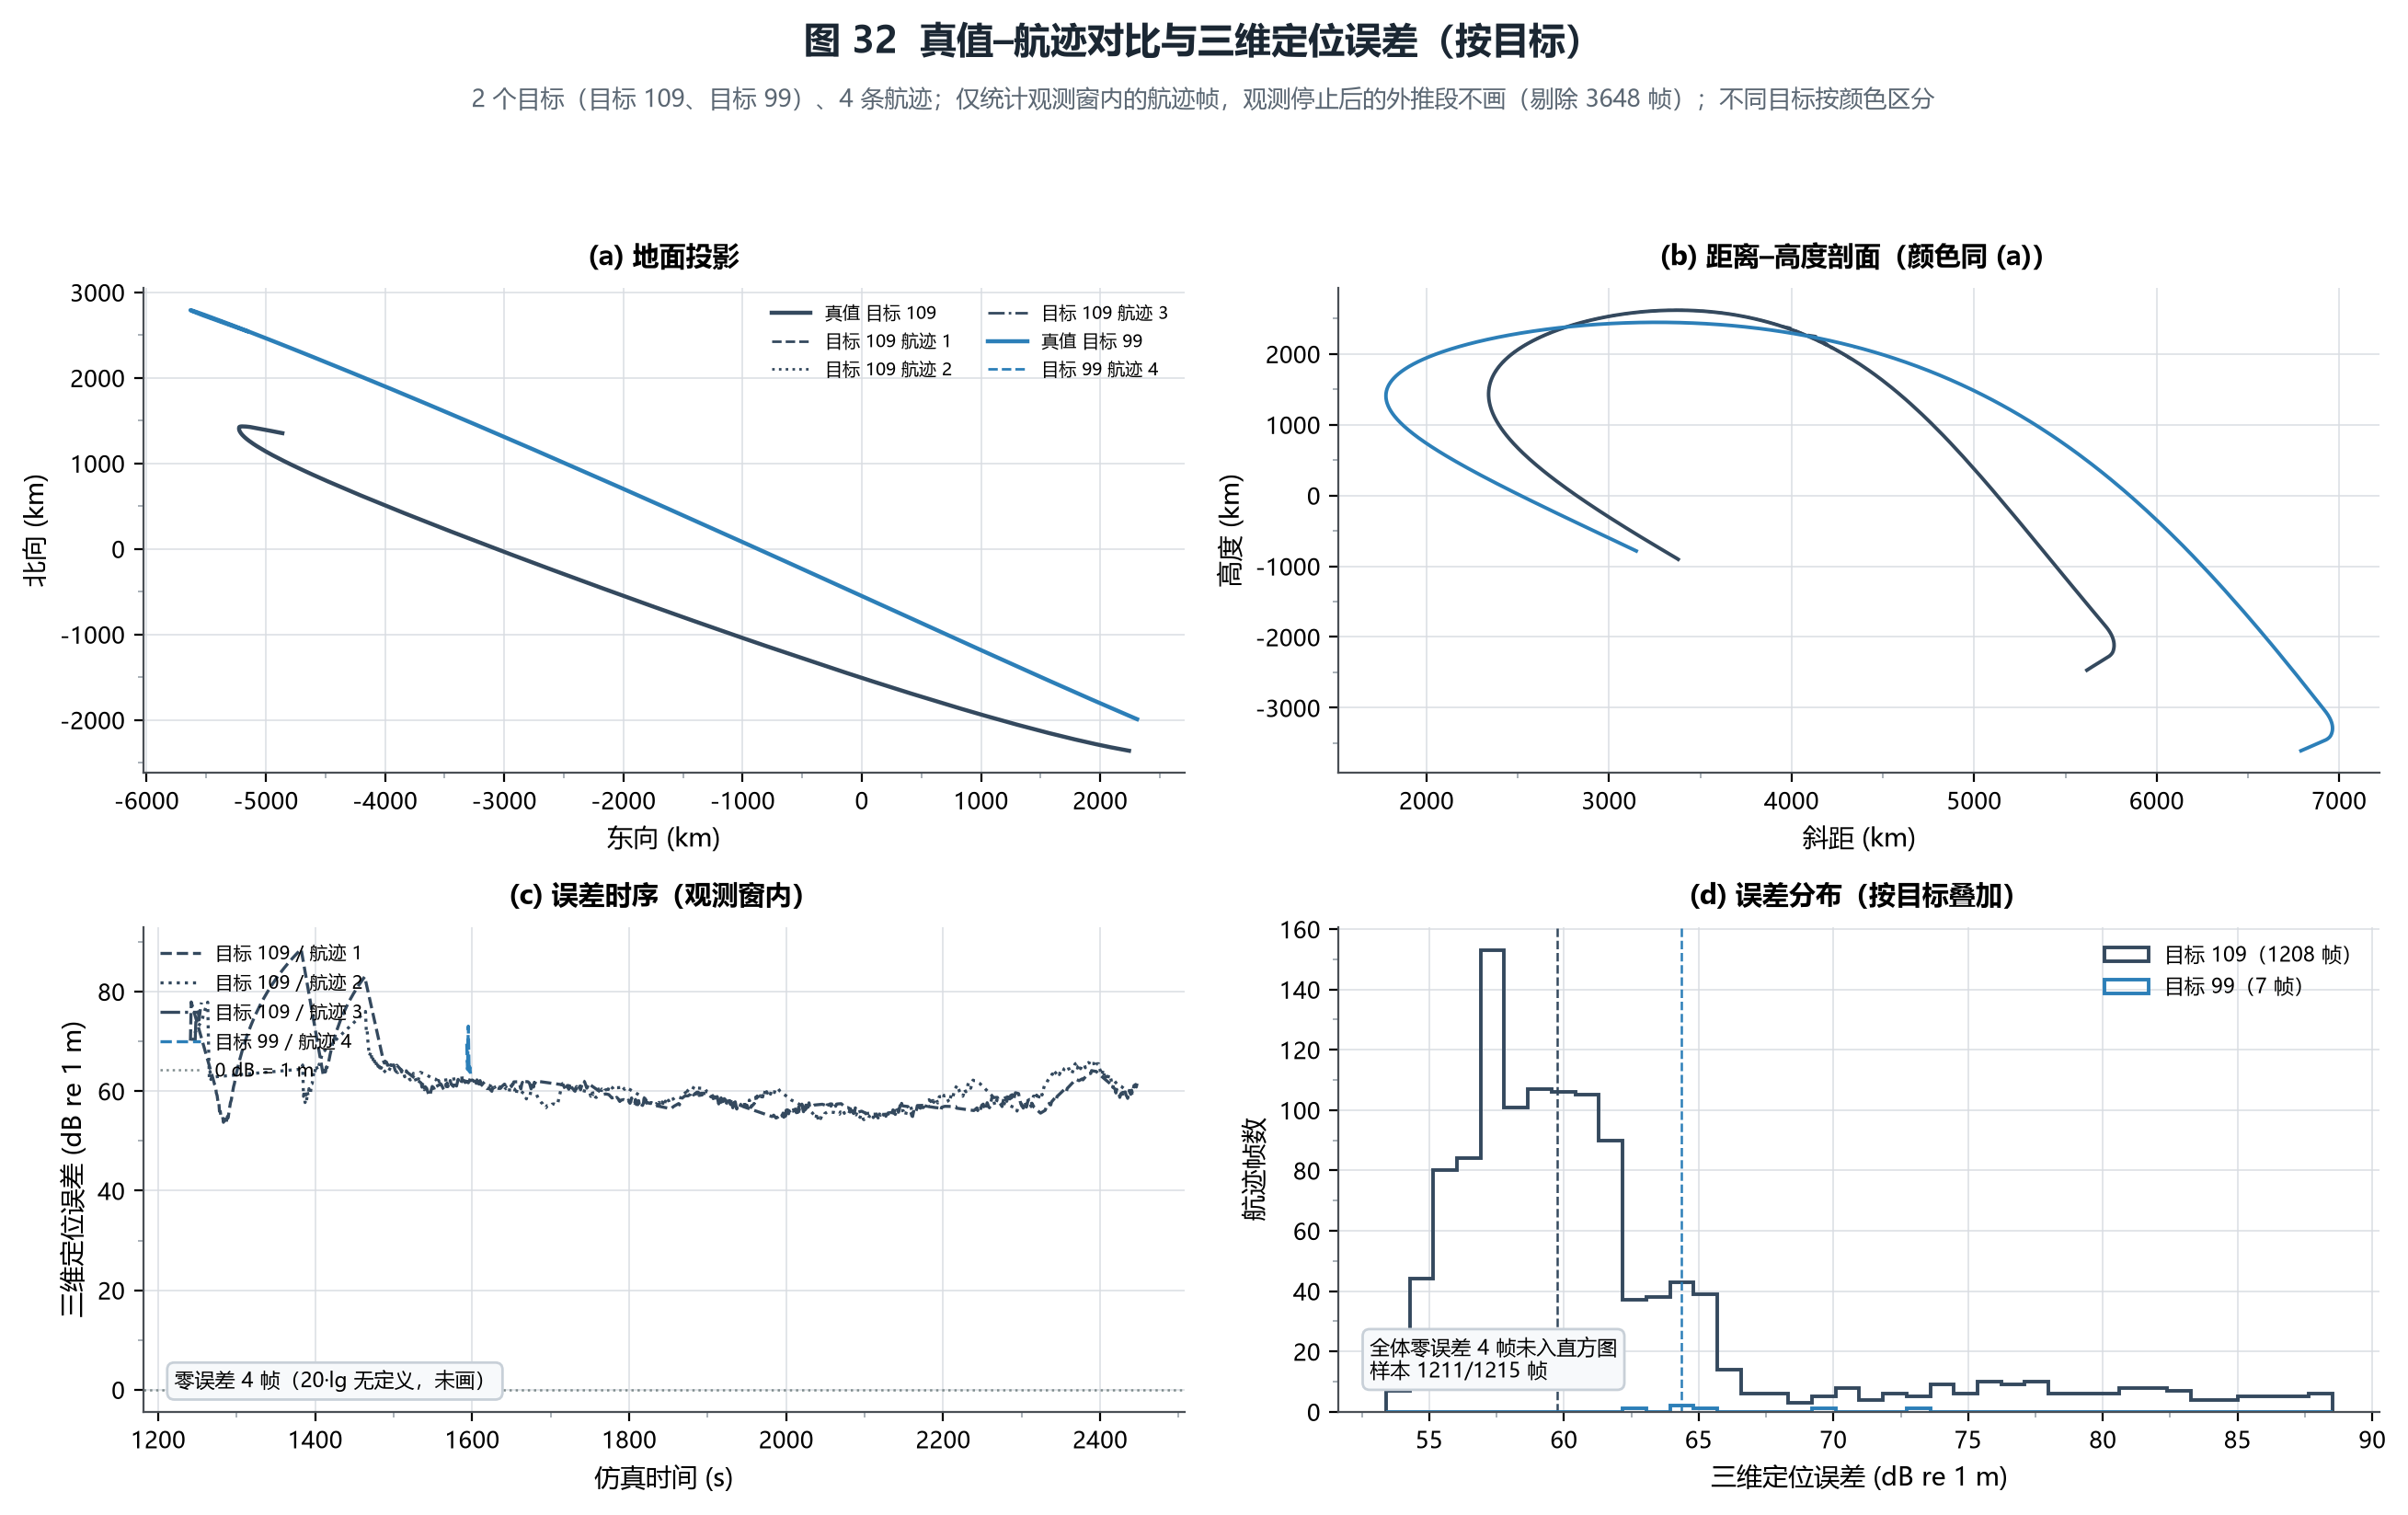 图 32 真值–航迹对比与三维定位误差（按目标）
2 个目标（目标 109、目标 99）、4 条航迹；仅统计观测窗内的航迹帧，观测停止后的外推段不画（剔除 3648 帧）；不同目标按颜色区分
(a) 地面投影
3000
2000
1000
0
-1000
-2000
北向 (km)
真值 目标 109
目标 109 航迹 1
目标 109 航迹 2
目标 109 航迹 3
真值 目标 99
目标 99 航迹 4
-6000 -5000 -4000 -3000 -2000 -1000 0 1000 2000
东向 (km)
(b) 距离–高度剖面（颜色同 (a)）
2000
1000
0
-1000
-2000
-3000
高度 (km)
2000 3000 4000 5000 6000 7000
斜距 (km)
(c) 误差时序（观测窗内）
80
60
40
20
0
三维定位误差 (dB re 1 m)
目标 109 / 航迹 1
目标 109 / 航迹 2
目标 109 / 航迹 3
目标 99 / 航迹 4
0 dB = 1 m
零误差 4 帧（20·lg 无定义，未画）
1200 1400 1600 1800 2000 2200 2400
仿真时间 (s)
(d) 误差分布（按目标叠加）
160
140
120
100
80
60
40
20
0
航迹帧数
目标 109（1208 帧）
目标 99（7 帧）
全体零误差 4 帧未入直方图
样本 1211/1215 帧
55 60 65 70 75 80 85 90
三维定位误差 (dB re 1 m)